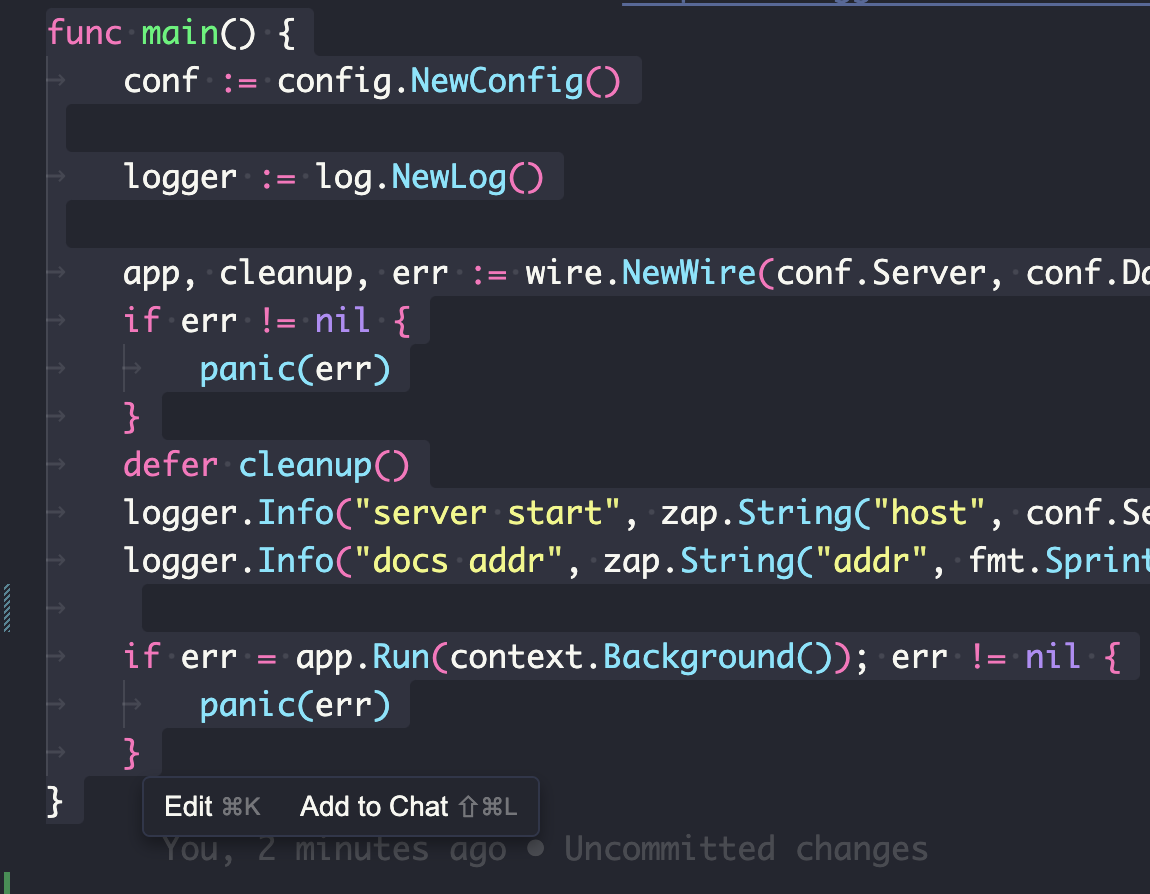 func main() {
conf := config.NewConfig()
logger := log.NewLog()
app, cleanup, err := wire.NewWire(conf.Server, conf.Da
if err != nil {
panic(err)
}
defer cleanup()
logger.Info("server start", zap.String("host", conf.Se
logger.Info("docs addr", zap.String("addr", fmt.Sprint
if err = app.Run(context.Background()); err != nil {
panic(err)
}
}
Edit ⌘K Add to Chat ⇧⌘L
You, 2 minutes ago ● Uncommitted changes